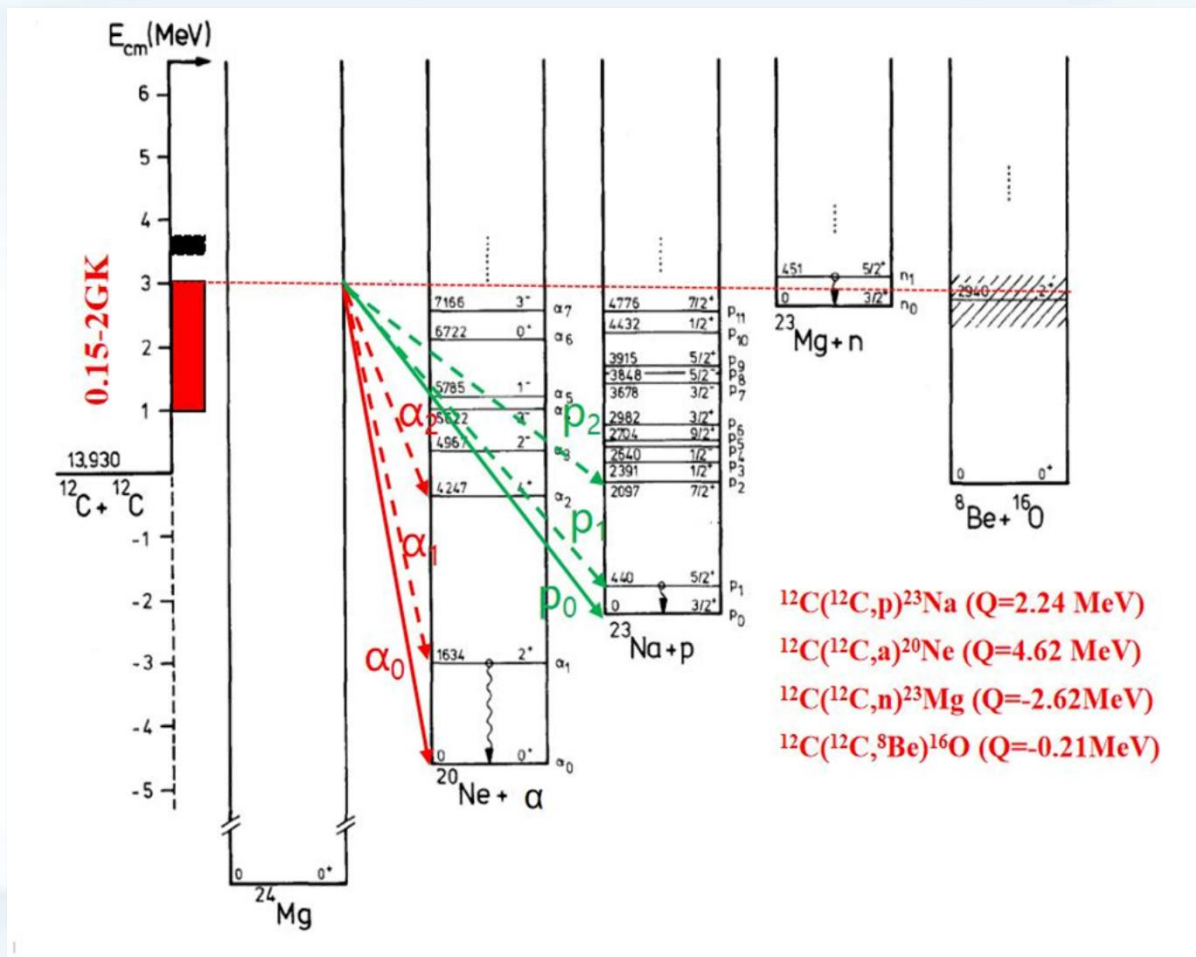 E_cm (MeV)
6
5
4
3
2
1
-1
-2
-3
-4
-5
0.15-2GK
13,930
¹²C + ¹²C
0 0⁺
²⁴Mg
7166 3⁻ α₇
6722 0⁺ α₆
5785 1⁻ α₅
4967 2⁻
4247 4⁺ α₂
1634 2⁺ α₁
0 0⁺ α₀
²⁰Ne + α
α₂
α₁
α₀
4776 7/2⁺ p₁₁
4432 1/2⁺ p₁₀
3915 5/2⁺ p₉
3848 5/2⁻ p₈
3678 3/2⁻ p₇
2982 3/2⁺ p₆
2704 9/2⁺ p₅
2640 1/2⁻ p₄
2391 1/2⁺ p₃
2097 7/2⁺ p₂
440 5/2⁺ p₁
0 3/2⁺ p₀
²³Na+p
p₂
p₁
p₀
451 5/2⁺ n₁
0 3/2⁺ n₀
²³Mg+n
2940 2⁺
0 0⁺
⁸Be+¹⁶O
¹²C(¹²C,p)²³Na (Q=2.24 MeV)
¹²C(¹²C,a)²⁰Ne (Q=4.62 MeV)
¹²C(¹²C,n)²³Mg (Q=-2.62MeV)
¹²C(¹²C,⁸Be)¹⁶O (Q=-0.21MeV)
1